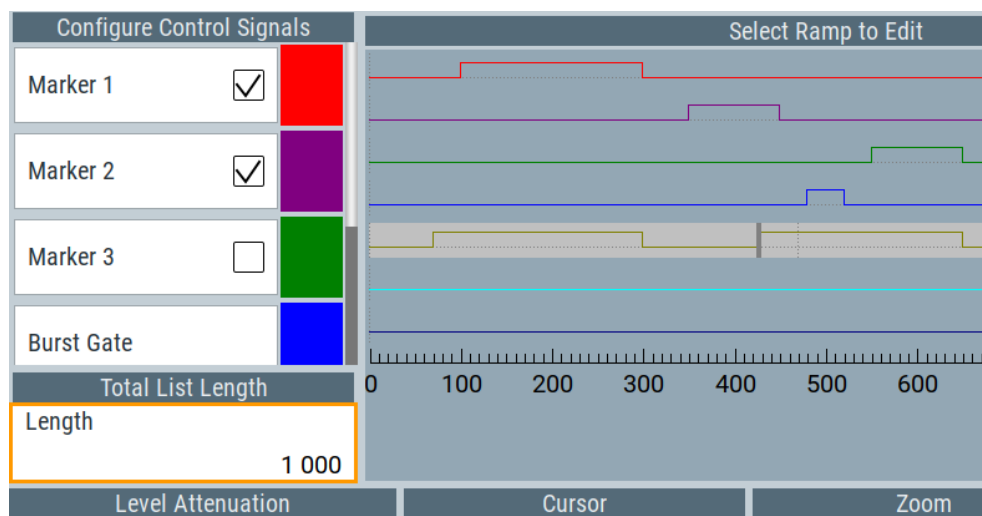 Configure Control Signals
Select Ramp to Edit
Marker 1
Marker 2
Marker 3
Burst Gate
0 100 200 300 400 500 600
Total List Length
Length
1 000
Level Attenuation
Cursor
Zoom